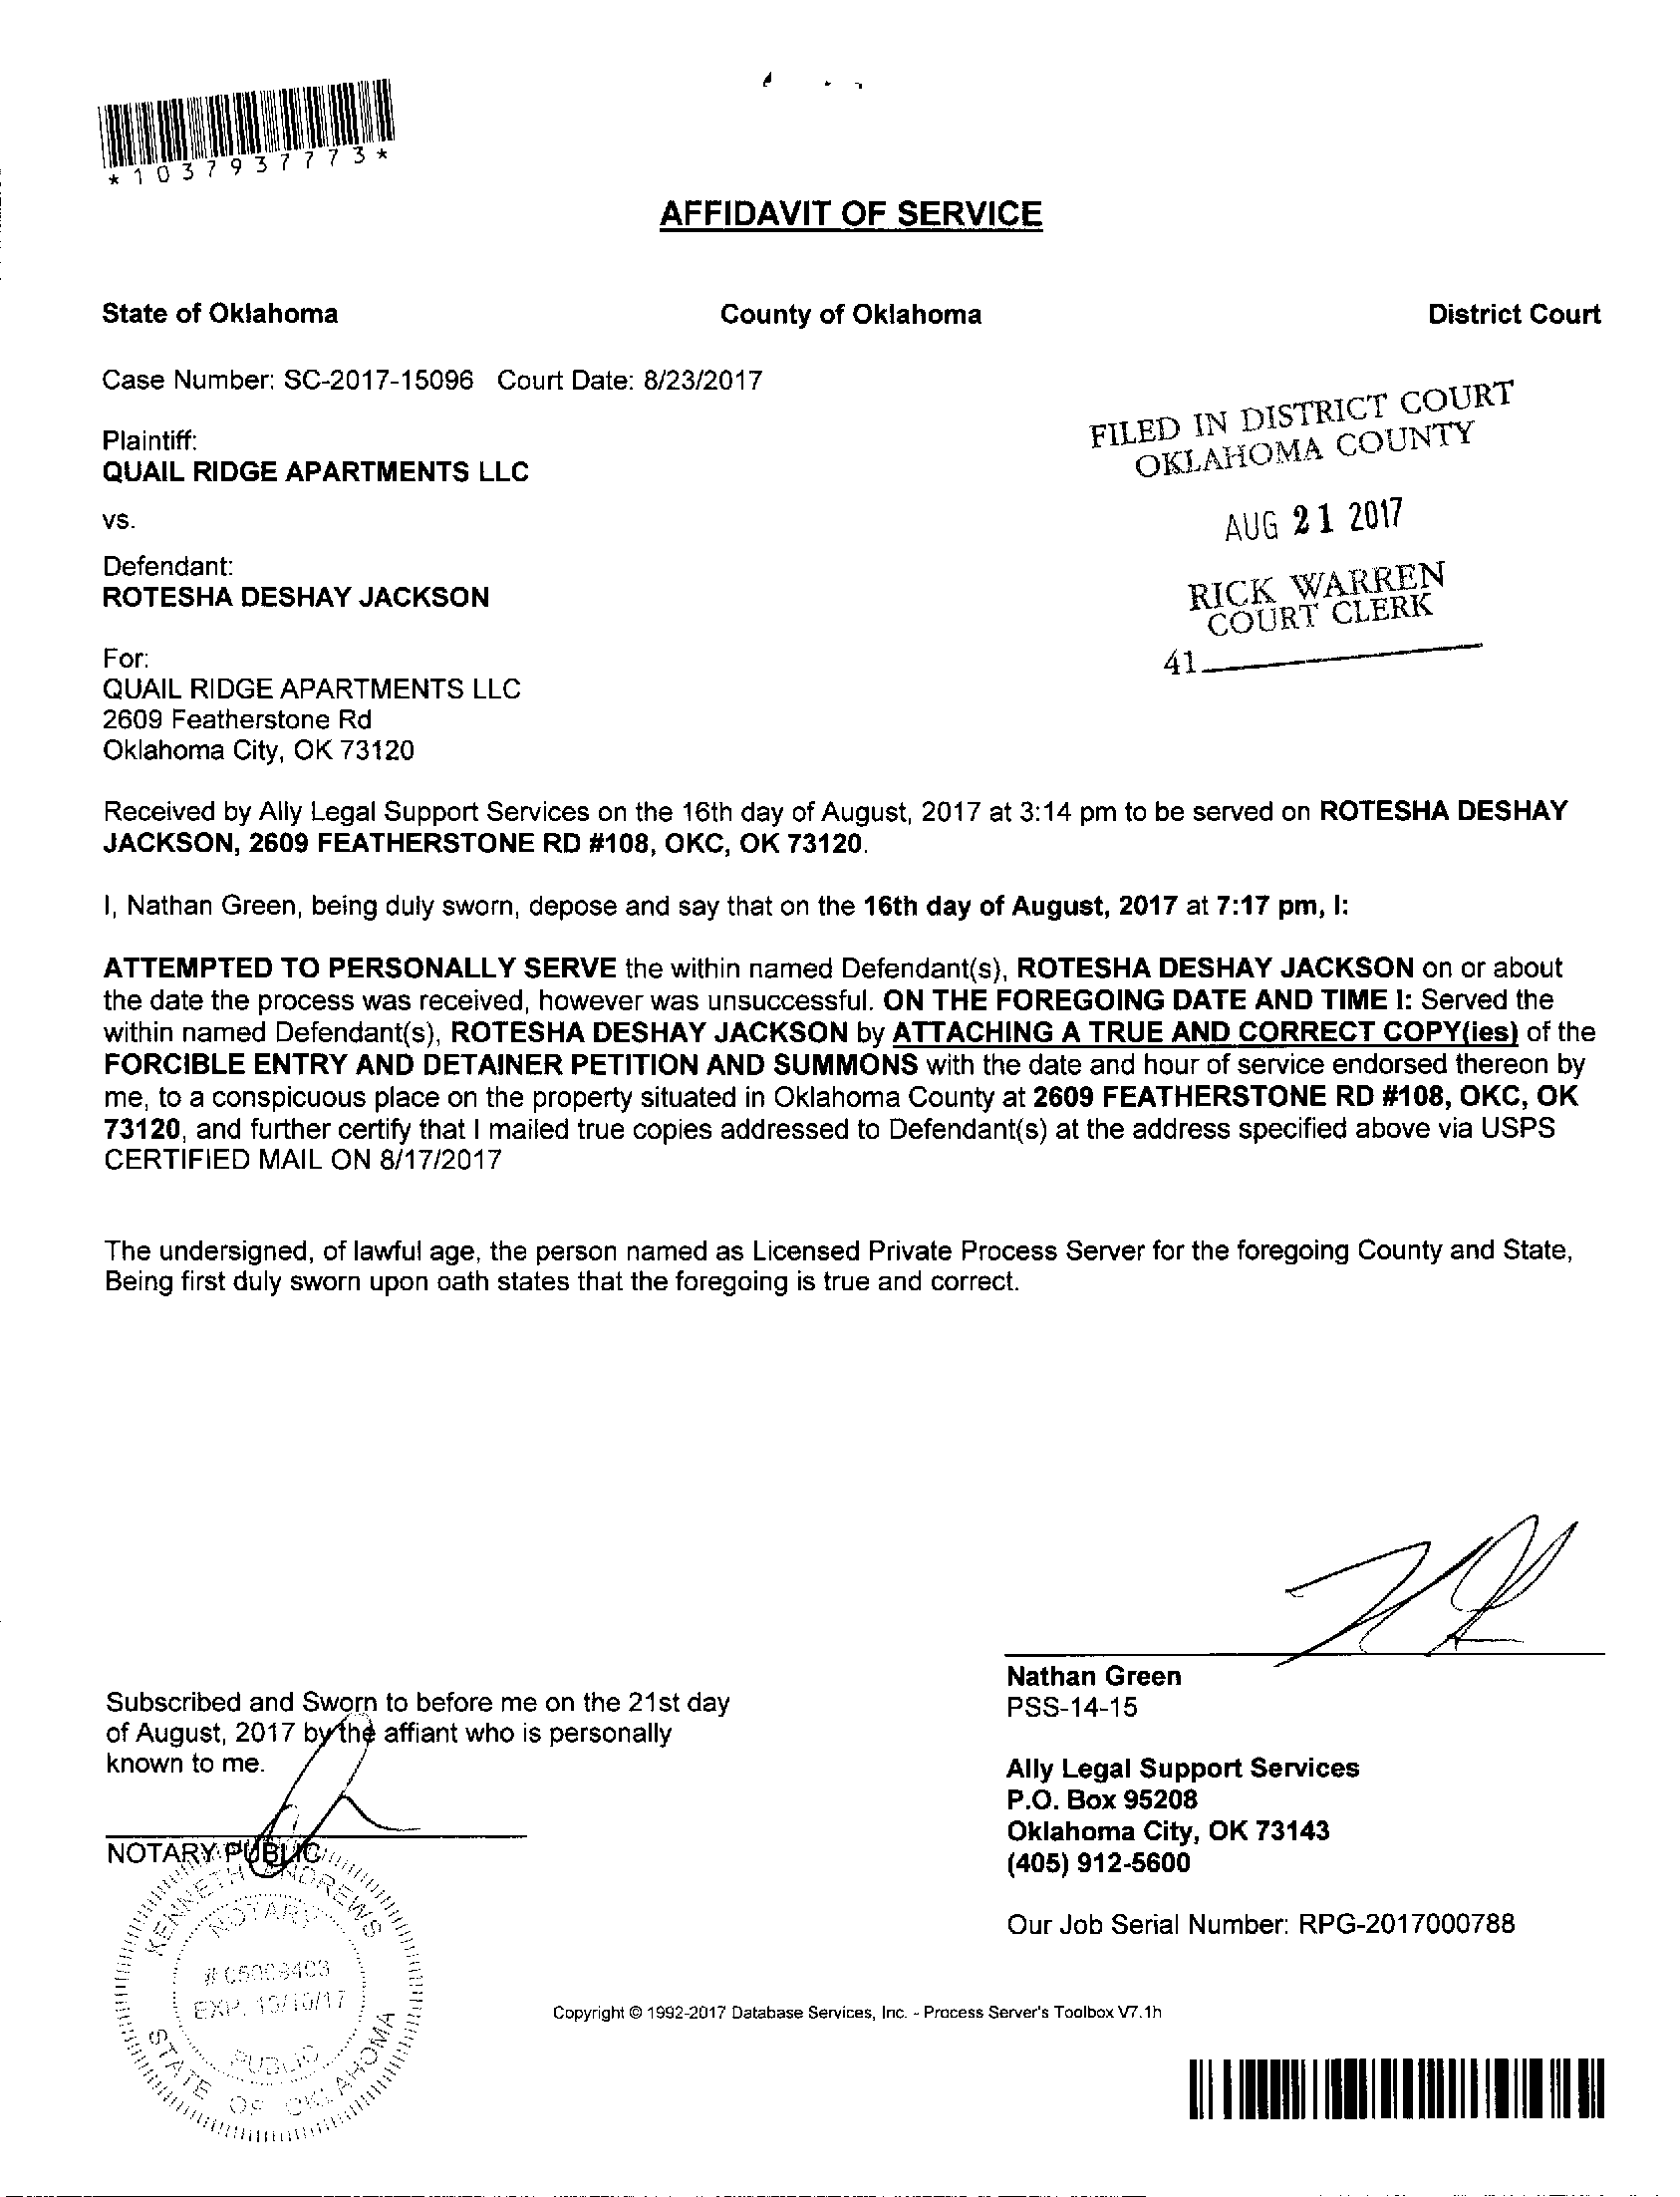 *1037937773*
AFFIDAVIT OF SERVICE
State of Oklahoma County of Oklahoma District Court
Case Number: SC-2017-15096 Court Date: 8/23/2017
FILED IN DISTRICT COURT
OKLAHOMA COUNTY
AUG 21 2017
RICK WARREN
COURT CLERK
41
Plaintiff:
QUAIL RIDGE APARTMENTS LLC
vs.
Defendant:
ROTESHA DESHAY JACKSON
For:
QUAIL RIDGE APARTMENTS LLC
2609 Featherstone Rd
Oklahoma City, OK 73120
Received by Ally Legal Support Services on the 16th day of August, 2017 at 3:14 pm to be served on ROTESHA DESHAY
JACKSON, 2609 FEATHERSTONE RD #108, OKC, OK 73120.
I, Nathan Green, being duly sworn, depose and say that on the 16th day of August, 2017 at 7:17 pm, I:
ATTEMPTED TO PERSONALLY SERVE the within named Defendant(s), ROTESHA DESHAY JACKSON on or about
the date the process was received, however was unsuccessful. ON THE FOREGOING DATE AND TIME I: Served the
within named Defendant(s), ROTESHA DESHAY JACKSON by ATTACHING A TRUE AND CORRECT COPY(ies) of the
FORCIBLE ENTRY AND DETAINER PETITION AND SUMMONS with the date and hour of service endorsed thereon by
me, to a conspicuous place on the property situated in Oklahoma County at 2609 FEATHERSTONE RD #108, OKC, OK
73120, and further certify that I mailed true copies addressed to Defendant(s) at the address specified above via USPS
CERTIFIED MAIL ON 8/17/2017
The undersigned, of lawful age, the person named as Licensed Private Process Server for the foregoing County and State,
Being first duly sworn upon oath states that the foregoing is true and correct.
Subscribed and Sworn to before me on the 21st day
of August, 2017 by the affiant who is personally
known to me.
NOTARY PUBLIC
KENNETH ANDREWS
NOTARY
EXP.
PUBLIC
STATE OF OKLAHOMA
Nathan Green
PSS-14-15
Ally Legal Support Services
P.O. Box 95208
Oklahoma City, OK 73143
(405) 912-5600
Our Job Serial Number: RPG-2017000788
Copyright © 1992-2017 Database Services, Inc. - Process Server's Toolbox V7.1h